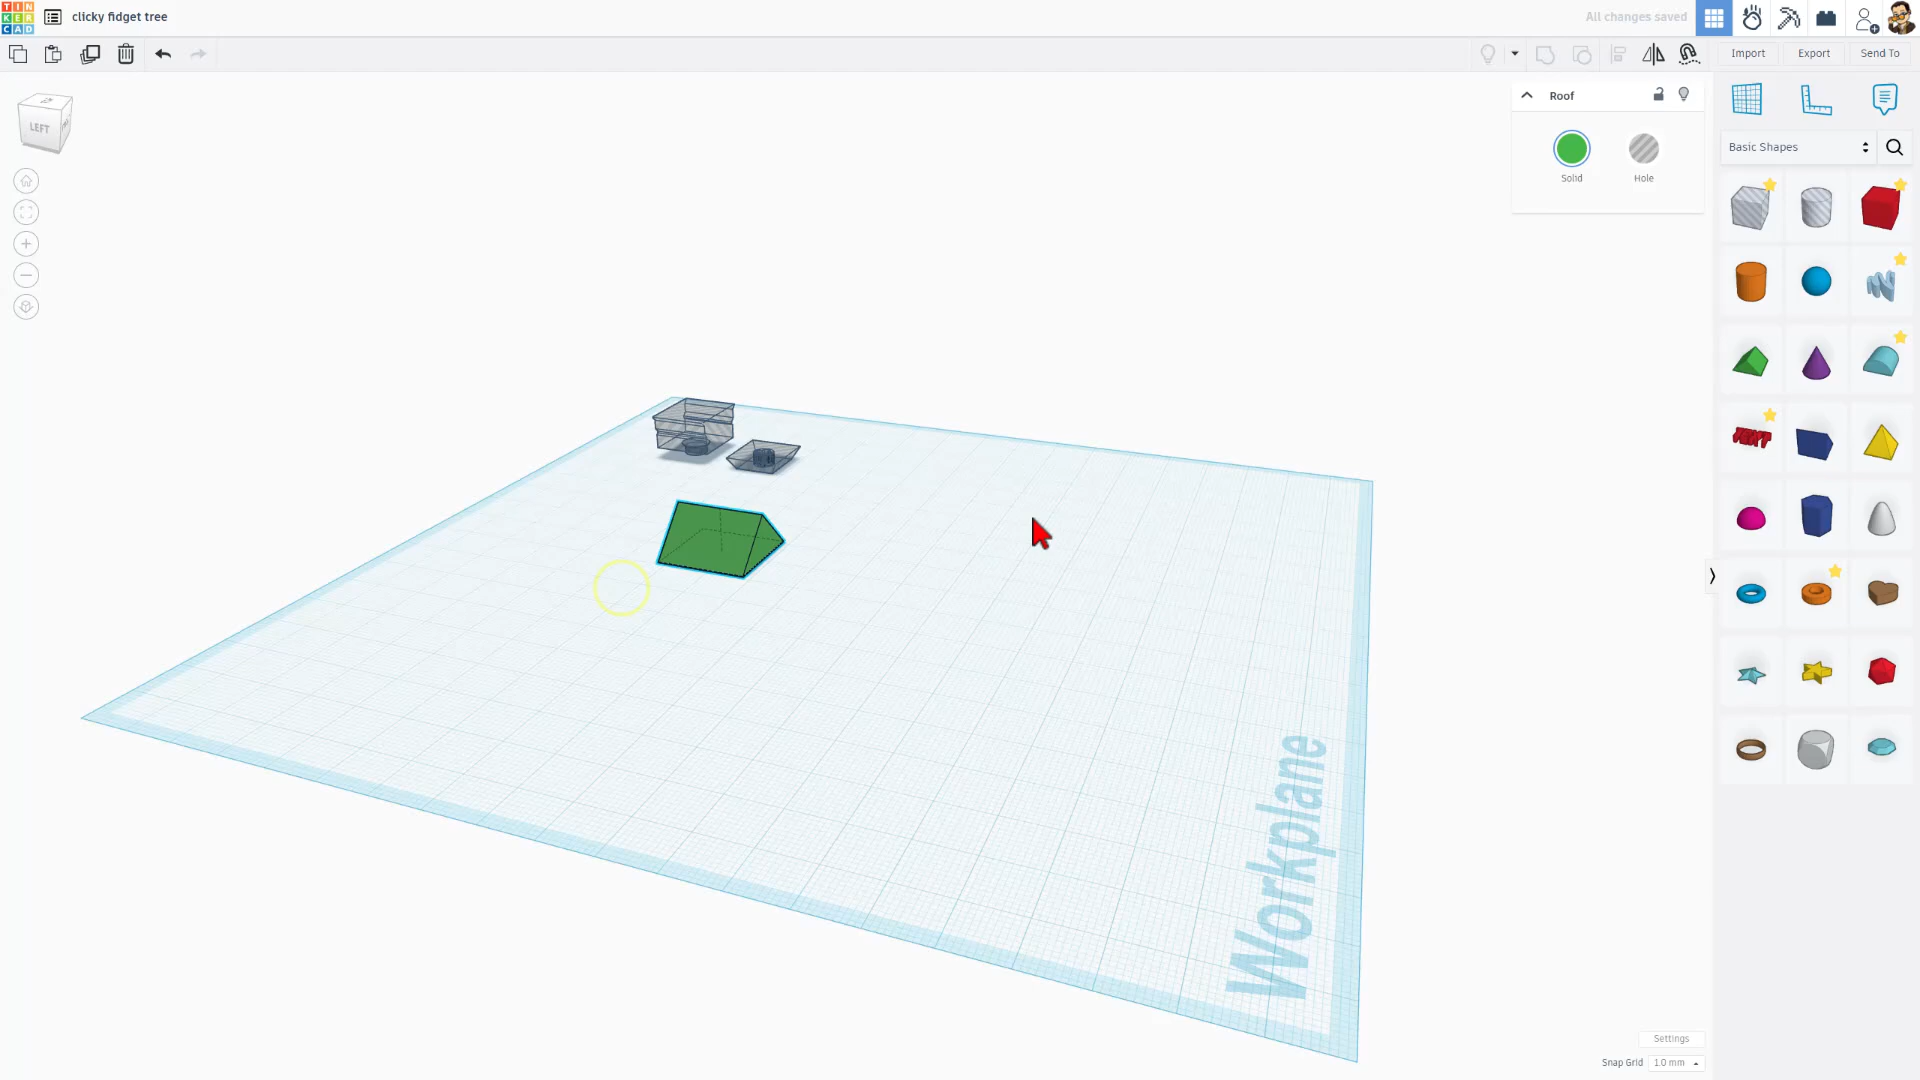 TIN
KER
CAD
clicky fidget tree
All changes saved
Import
Export
Send To
LEFT
Roof
Solid
Hole
Basic Shapes
Workplane
Settings
Snap Grid
1.0 mm